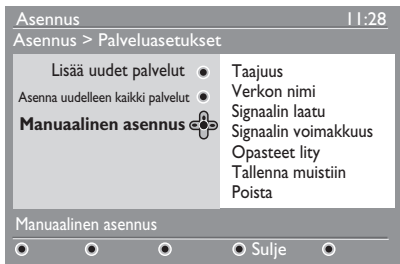 Asennus 11:28
Asennus > Palveluasetukset
Lisää uudet palvelut
Asenna uudelleen kaikki palvelut
Manuaalinen asennus
Taajuus
Verkon nimi
Signaalin laatu
Signaalin voimakkuus
Opasteet lity
Tallenna muistiin
Poista
Manuaalinen asennus
Sulje